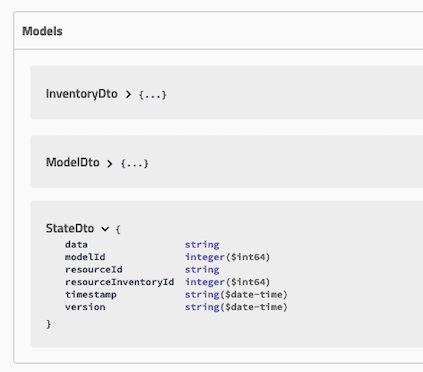 Models
InventoryDto > {...}
ModelDto > {...}
StateDto {
data string
modelId integer($int64)
resourceId string
resourceInventoryId integer($int64)
timestamp string($date-time)
version string($date-time)
}